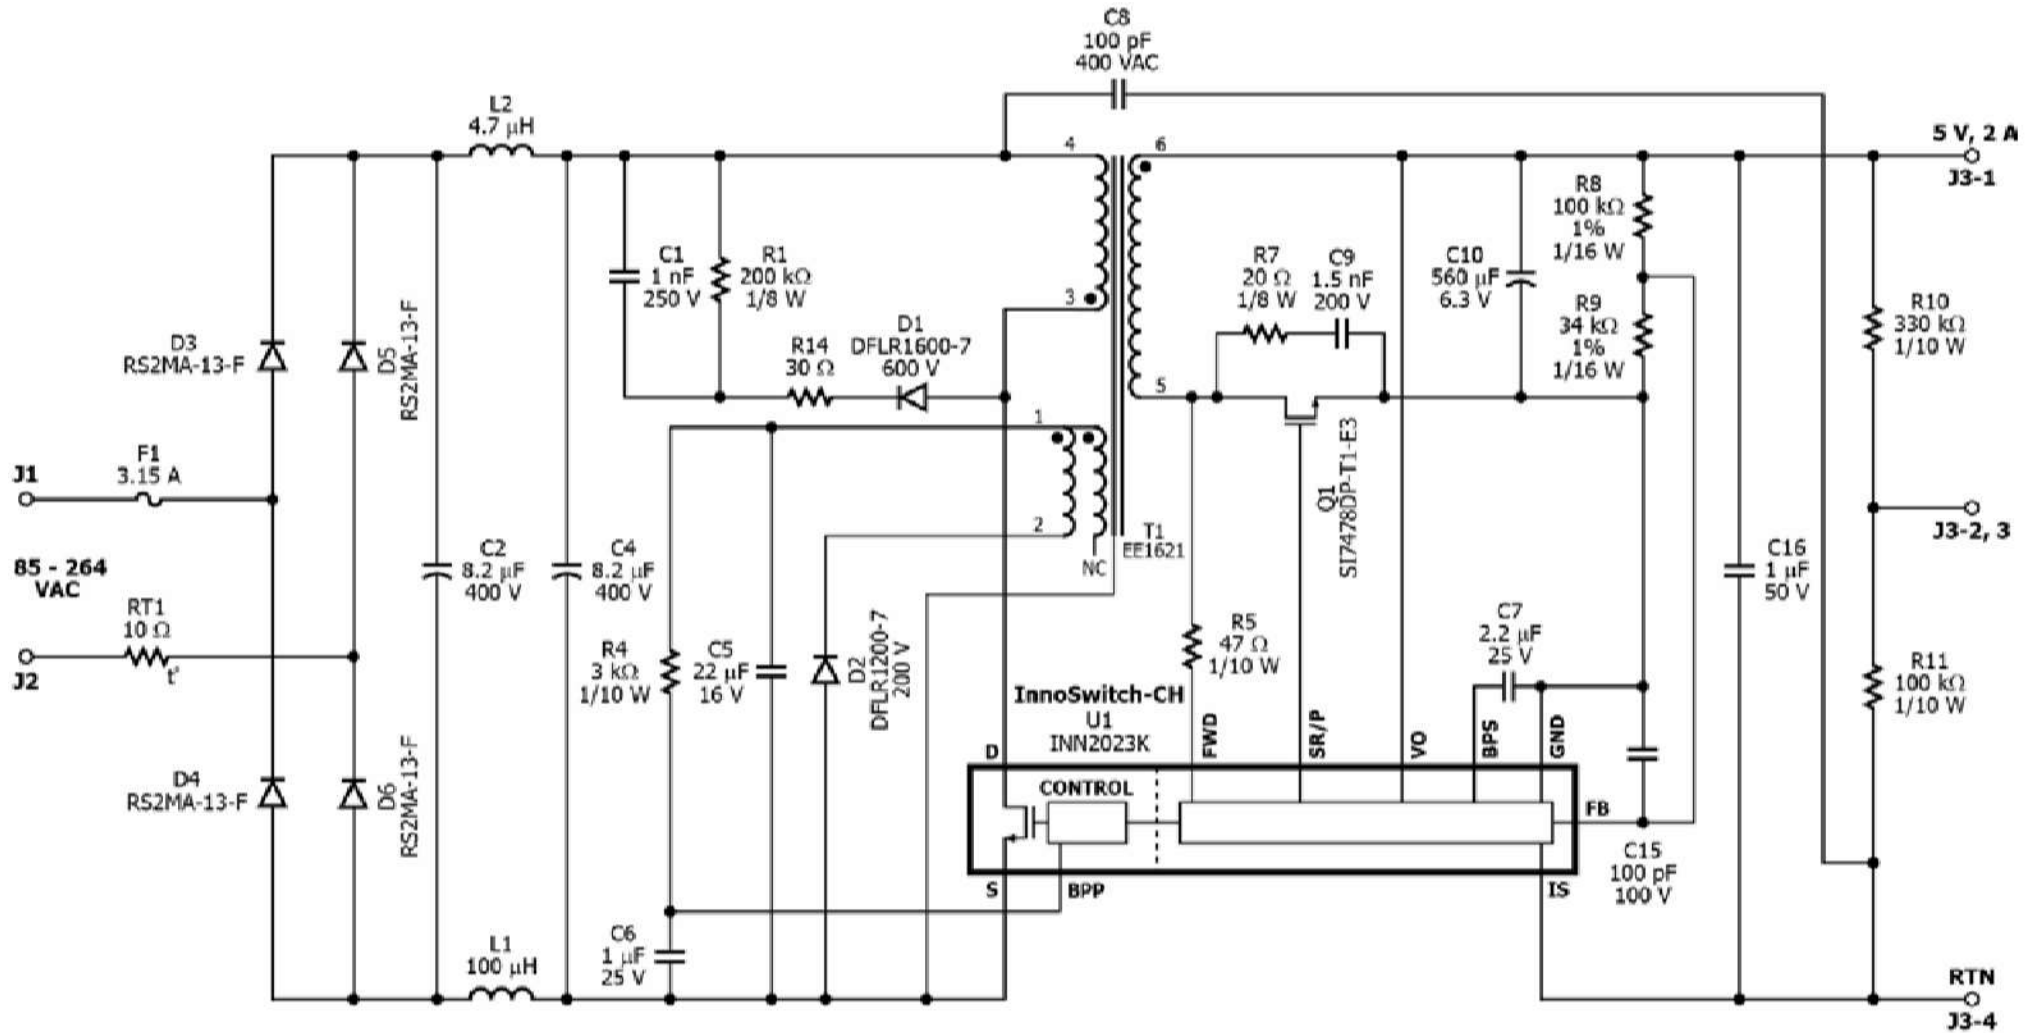 C8
100 pF
400 VAC
L2
4.7 µH
4
6
5 V, 2 A
J3-1
C1
1 nF
250 V
R1
200 kΩ
1/8 W
3
R7
20 Ω
1/8 W
C9
1.5 nF
200 V
C10
560 µF
6.3 V
R8
100 kΩ
1%
1/16 W
R9
34 kΩ
1%
1/16 W
R10
330 kΩ
1/10 W
D3
RS2MA-13-F
D5
RS2MA-13-F
R14
30 Ω
D1
DFLR1600-7
600 V
5
1
2
NC
T1
EE1621
Q1
SI7478DP-T1-E3
J1
F1
3.15 A
85 - 264
VAC
RT1
10 Ω
t°
J2
C2
8.2 µF
400 V
C4
8.2 µF
400 V
J3-2, 3
C16
1 µF
50 V
R4
3 kΩ
1/10 W
C5
22 µF
16 V
D2
DFLR1200-7
200 V
R5
47 Ω
1/10 W
C7
2.2 µF
25 V
R11
100 kΩ
1/10 W
InnoSwitch-CH
U1
INN2023K
D
FWD
SR/P
VO
BPS
GND
CONTROL
FB
D4
RS2MA-13-F
D6
RS2MA-13-F
S
BPP
IS
C15
100 pF
100 V
C6
1 µF
25 V
L1
100 µH
RTN
J3-4